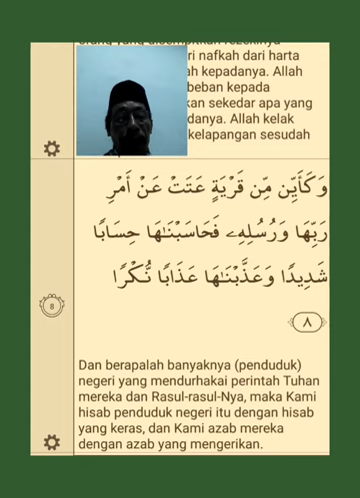 ri nafkah dari harta
ah kepadanya. Allah
beban kepada
kan sekedar apa yang
danya. Allah kelak
kelapangan sesudah
وَكَأَيِّن مِّن قَرْيَةٍ عَتَتْ عَنْ أَمْرِ
رَبِّهَا وَرُسُلِهِۦ فَحَاسَبْنَـٰهَا حِسَابًا
شَدِيدًا وَعَذَّبْنَـٰهَا عَذَابًا نُّكْرًا
8
٨
Dan berapalah banyaknya (penduduk)
negeri yang mendurhakai perintah Tuhan
mereka dan Rasul-rasul-Nya, maka Kami
hisab penduduk negeri itu dengan hisab
yang keras, dan Kami azab mereka
dengan azab yang mengerikan.